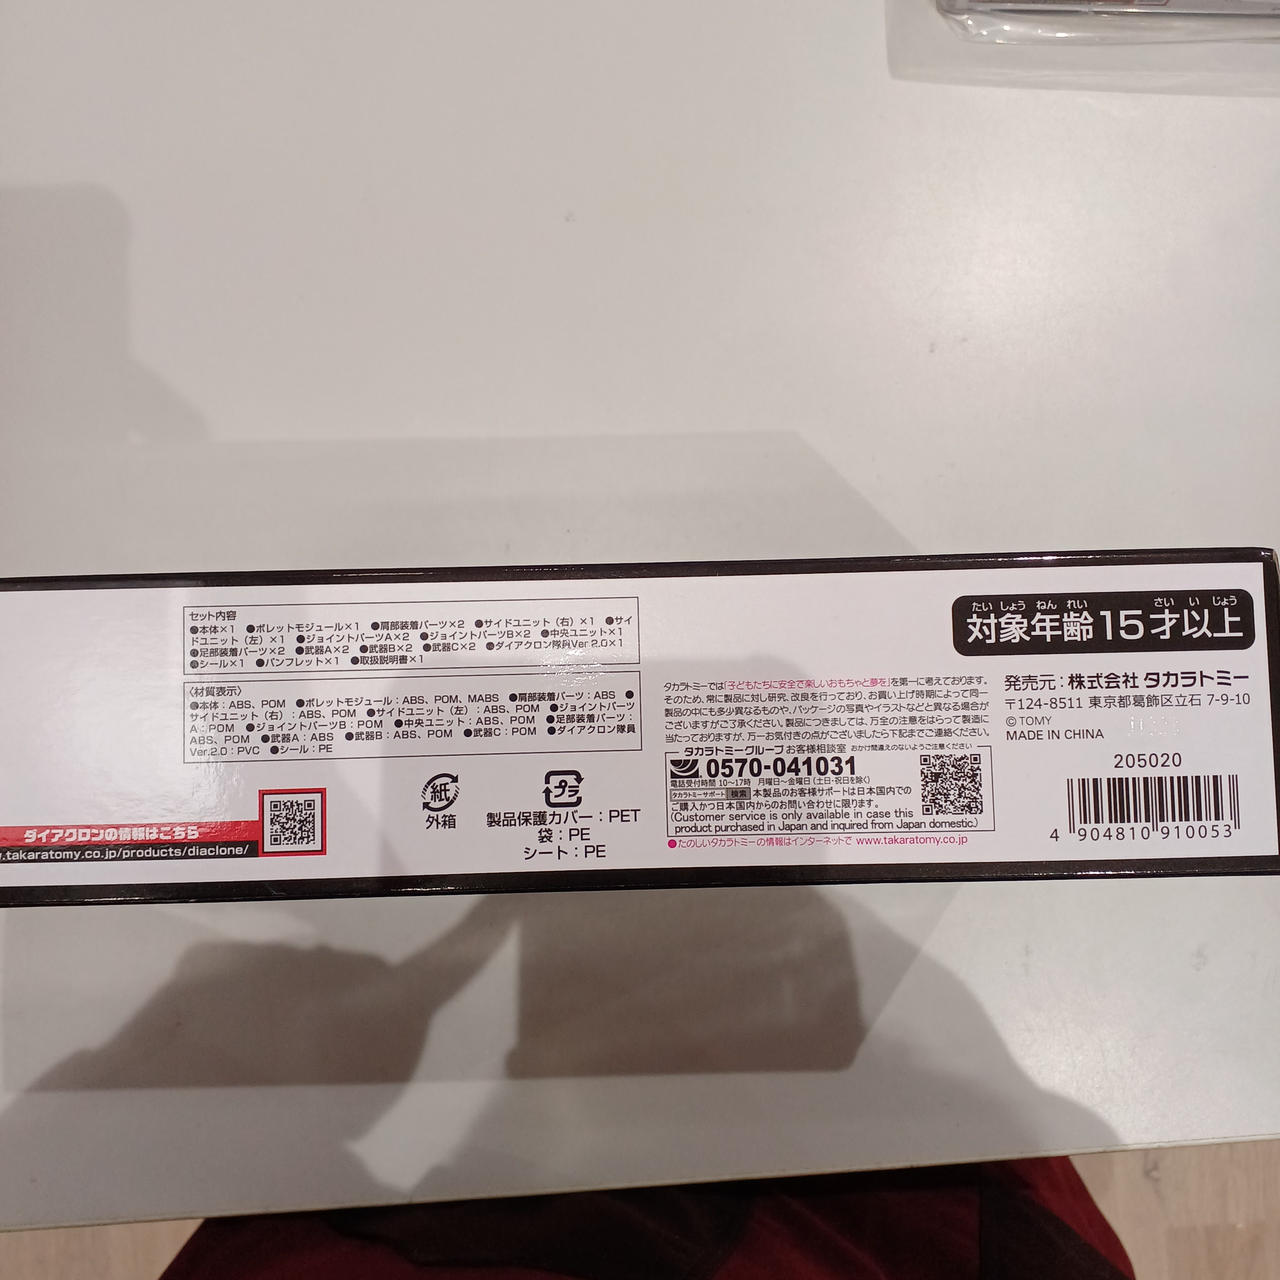 セット内容
●本体×1 ●ボレットモジュール×1 ●肩部装着パーツ×2 ●サイドユニット（右）×1 ●サイ
ドユニット（左）×1 ●ジョイントパーツA×2 ●ジョイントパーツB×2 ●中央ユニット×1
●足部装着パーツ×2 ●武器A×2 ●武器B×2 ●武器C×2 ●ダイアクロン隊員Ver 2.0×1
●シール×1 ●パンフレット×1 ●取扱説明書×1
〈材質表示〉
●本体：ABS、POM ●ボレットモジュール：ABS、POM、MABS ●肩部装着パーツ：ABS ●
サイドユニット（右）：ABS、POM ●サイドユニット（左）：ABS、POM ●ジョイントパーツ
A：POM ●ジョイントパーツB：POM ●中央ユニット：ABS、POM ●足部装着パーツ：
ABS、POM ●武器A：ABS ●武器B：ABS、POM ●武器C：POM ●ダイアクロン隊員
Ver.2.0：PVC ●シール：PE
ダイアクロンの情報はこちら
.takaratomy.co.jp/products/diaclone/
紙
外箱
プラ
製品保護カバー：PET
袋：PE
シート：PE
タカラトミーでは「子どもたちに安全で楽しいおもちゃと夢を」を第一に考えております。
そのため、常に製品に対し研究、改良を行っており、お買い上げ時期によって同一
製品の中にも多少異なるものや、パッケージの写真やイラストなどと異なる場合が
ございますがご了承ください。製品につきましては、万全の注意をはらって製造に
当たっておりますが、万一お気付きの点がございましたら下記までご連絡ください。
タカラトミーグループお客様相談室 おかけ間違えのないようご注意ください
0570-041031
電話受付時間 10〜17時 月曜日〜金曜日(土・祝日を除く)
タカラトミーサポート 検索 本製品のお客様サポートは日本国内での
ご購入かつ日本国内からのお問い合わせに限ります。
(Customer service is only available in case this
product purchased in Japan and inquired from Japan domestic.)
●たのしいタカラトミーの情報はインターネットで www.takaratomy.co.jp
たいしょうねんれい さいいじょう
対象年齢15才以上
発売元：株式会社 タカラトミー
〒124-8511 東京都葛飾区立石 7-9-10
©TOMY
MADE IN CHINA
205020
4 904810 910053